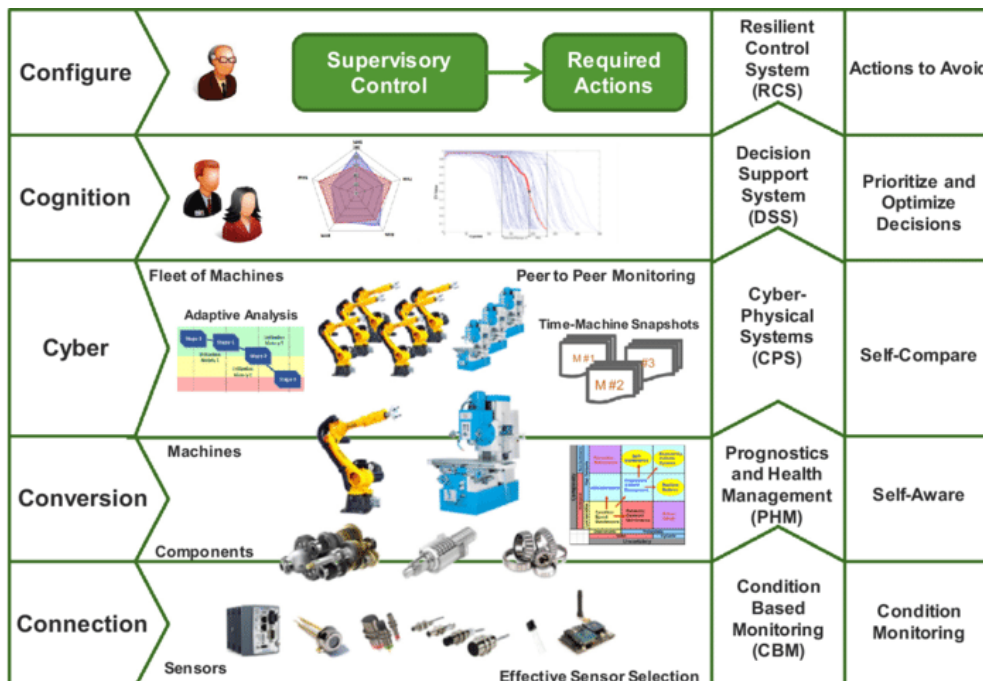 Configure
Supervisory
Control
Required
Actions
Resilient
Control
System
(RCS)
Actions to Avoid
Cognition
Decision
Support
System
(DSS)
Prioritize and
Optimize
Decisions
Cyber
Fleet of Machines
Adaptive Analysis
Peer to Peer Monitoring
Time-Machine Snapshots
M #1
M #2
#3
Cyber-
Physical
Systems
(CPS)
Self-Compare
Conversion
Machines
Components
Prognostics
and Health
Management
(PHM)
Self-Aware
Connection
Sensors
Effective Sensor Selection
Condition
Based
Monitoring
(CBM)
Condition
Monitoring